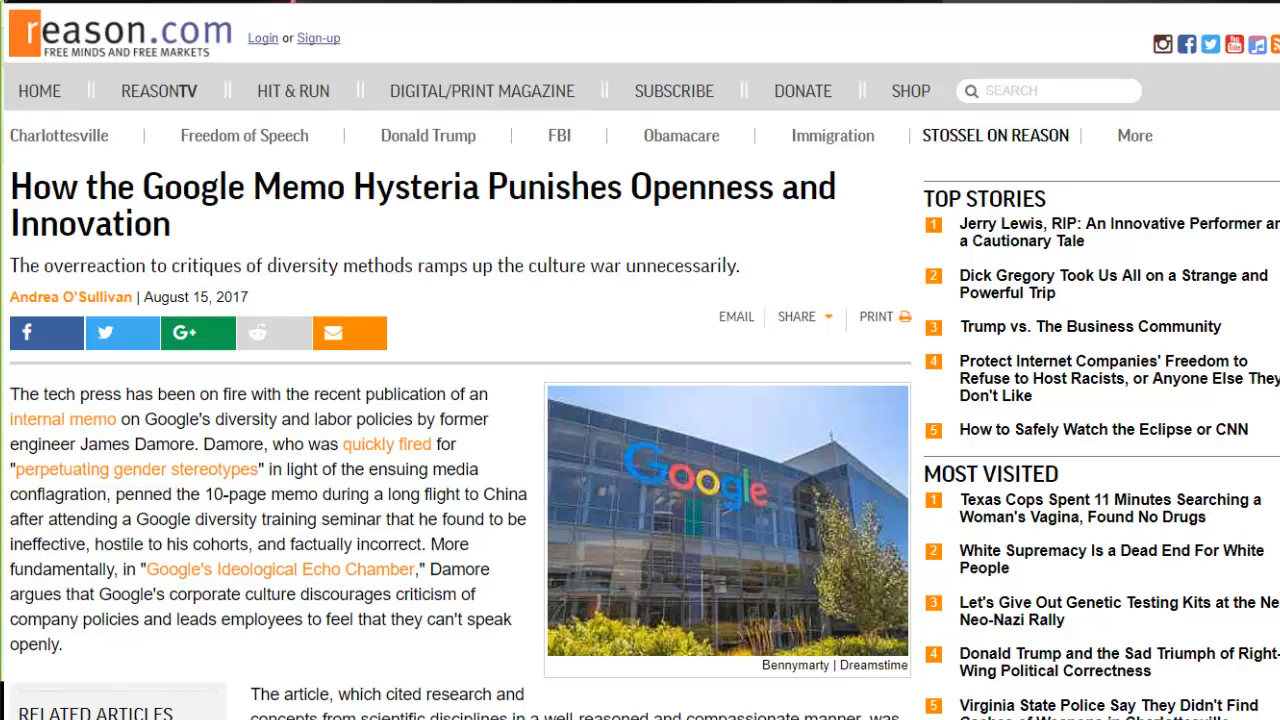 reason.com
FREE MINDS AND FREE MARKETS
Login or Sign-up
HOME
REASONTV
HIT & RUN
DIGITAL/PRINT MAGAZINE
SUBSCRIBE
DONATE
SHOP
SEARCH
Charlottesville
Freedom of Speech
Donald Trump
FBI
Obamacare
Immigration
STOSSEL ON REASON
More
How the Google Memo Hysteria Punishes Openness and
Innovation
The overreaction to critiques of diversity methods ramps up the culture war unnecessarily.
Andrea O'Sullivan | August 15, 2017
EMAIL
SHARE
PRINT
The tech press has been on fire with the recent publication of an
internal memo on Google's diversity and labor policies by former
engineer James Damore. Damore, who was quickly fired for
"perpetuating gender stereotypes" in light of the ensuing media
conflagration, penned the 10-page memo during a long flight to China
after attending a Google diversity training seminar that he found to be
ineffective, hostile to his cohorts, and factually incorrect. More
fundamentally, in "Google's Ideological Echo Chamber," Damore
argues that Google's corporate culture discourages criticism of
company policies and leads employees to feel that they can't speak
openly.
Google
Bennymarty | Dreamstime
RELATED ARTICLES
The article, which cited research and
concepts from scientific disciplines in a well-reasoned and compassionate manner, was
TOP STORIES
1 Jerry Lewis, RIP: An Innovative Performer
a Cautionary Tale
2 Dick Gregory Took Us All on a Strange and
Powerful Trip
3 Trump vs. The Business Community
4 Protect Internet Companies' Freedom to
Refuse to Host Racists, or Anyone Else They
Don't Like
5 How to Safely Watch the Eclipse or CNN
MOST VISITED
1 Texas Cops Spent 11 Minutes Searching a
Woman's Vagina, Found No Drugs
2 White Supremacy Is a Dead End For White
People
3 Let's Give Out Genetic Testing Kits at the
Neo-Nazi Rally
4 Donald Trump and the Sad Triumph of Right-
Wing Political Correctness
5 Virginia State Police Say They Didn't Find